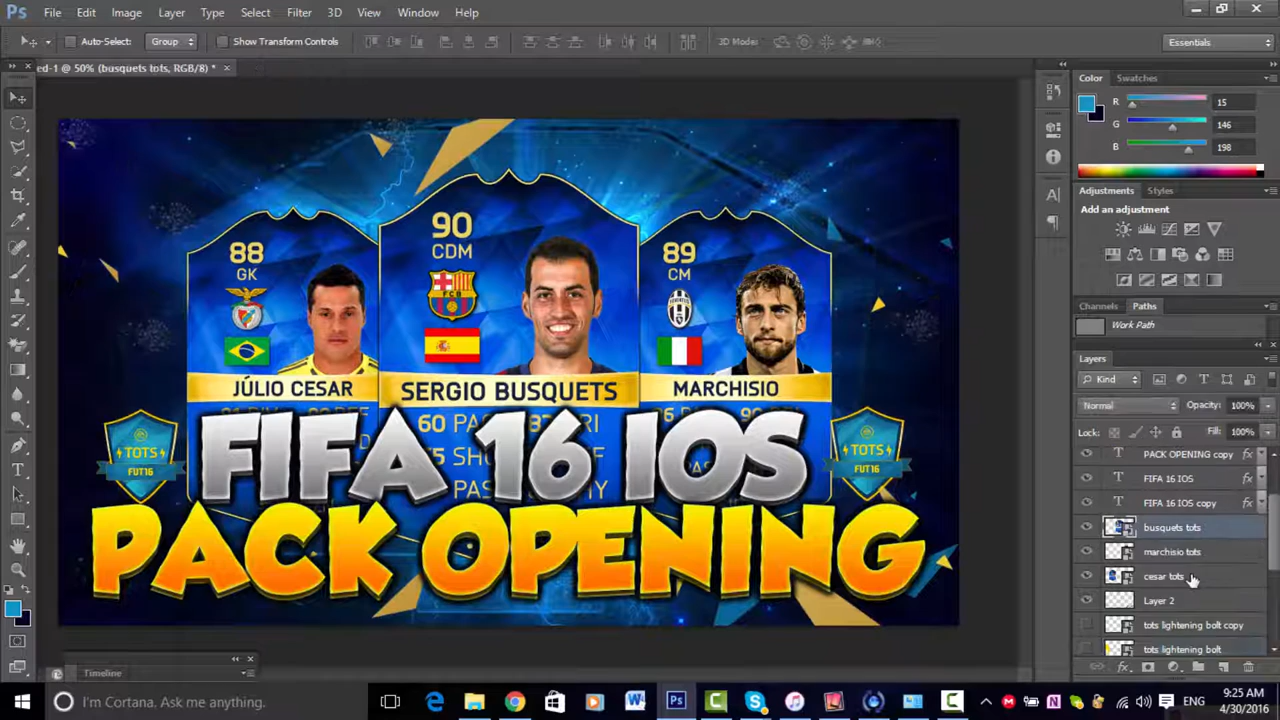 Ps File Edit Image Layer Type Select Filter 3D View Window Help
Auto-Select: Group Show Transform Controls 3D Mode: Essentials
ed-1 @ 50% (busquets tots, RGB/8) *
Color Swatches
R 15
G 146
B 198
Adjustments Styles
Add an adjustment
Channels Paths
Work Path
Layers
Kind
Normal Opacity: 100%
Lock: Fill: 100%
PACK OPENING copy fx
FIFA 16 IOS fx
FIFA 16 IOS copy fx
busquets tots
marchisio tots
cesar tots
Layer 2
tots lightening bolt copy
tots lightening bolt
88
GK
90
CDM
89
CM
JÚLIO CESAR
SERGIO BUSQUETS
MARCHISIO
60
TOTS
FUT16
TOTS
FUT16
FIFA 16 IOS
PACK OPENING
Timeline
I'm Cortana. Ask me anything.
ENG
9:25 AM
4/30/2016